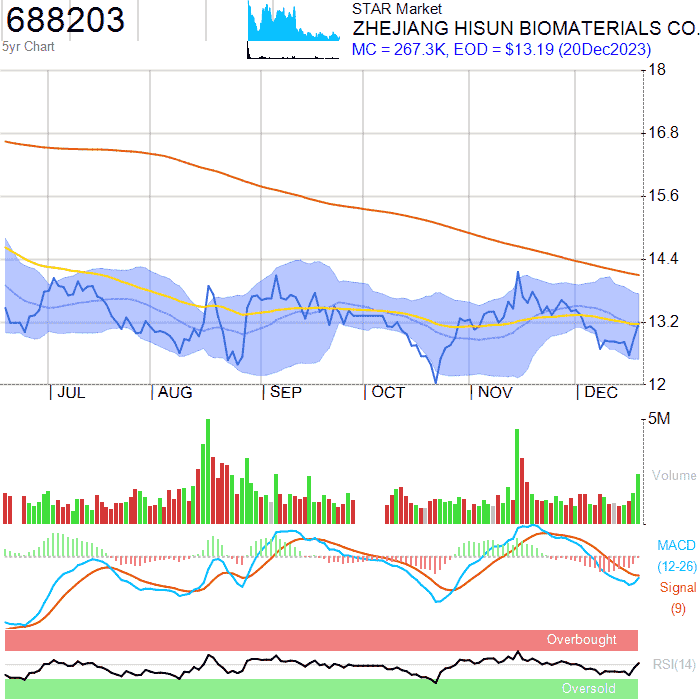 688203
5yr Chart
STAR Market
ZHEJIANG HISUN BIOMATERIALS CO.
MC = 267.3K, EOD = $13.19 (20Dec2023)
18
16.8
15.6
14.4
13.2
12
JUL
AUG
SEP
OCT
NOV
DEC
5M
Volume
MACD
(12-26)
Signal
(9)
Overbought
RSI(14)
Oversold